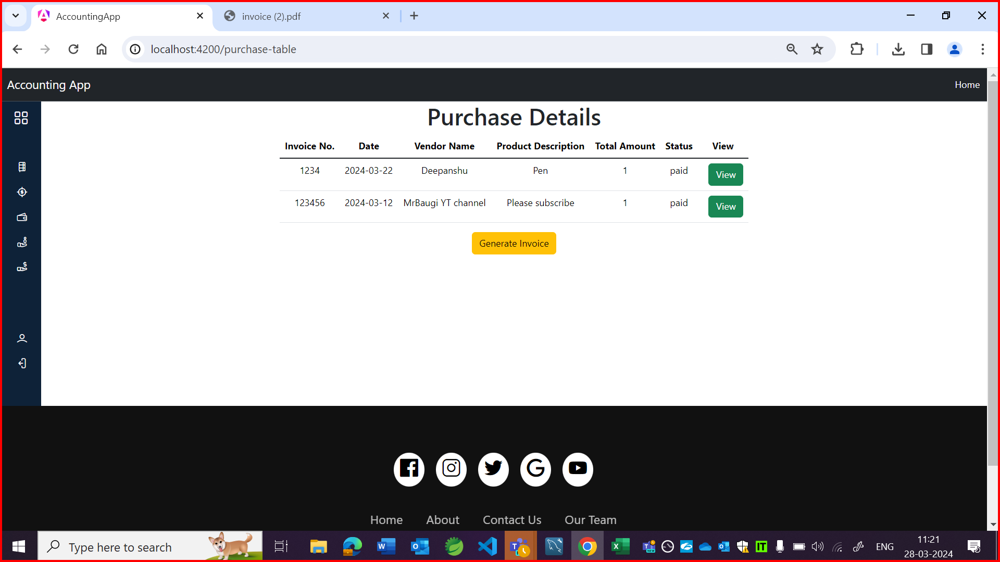 AccountingApp
invoice (2).pdf
localhost:4200/purchase-table
Accounting App
Home
Purchase Details
Invoice No. Date Vendor Name Product Description Total Amount Status View
1234 2024-03-22 Deepanshu Pen 1 paid View
123456 2024-03-12 MrBaugi YT channel Please subscribe 1 paid View
Generate Invoice
Home About Contact Us Our Team
Type here to search
ENG
11:21
28-03-2024